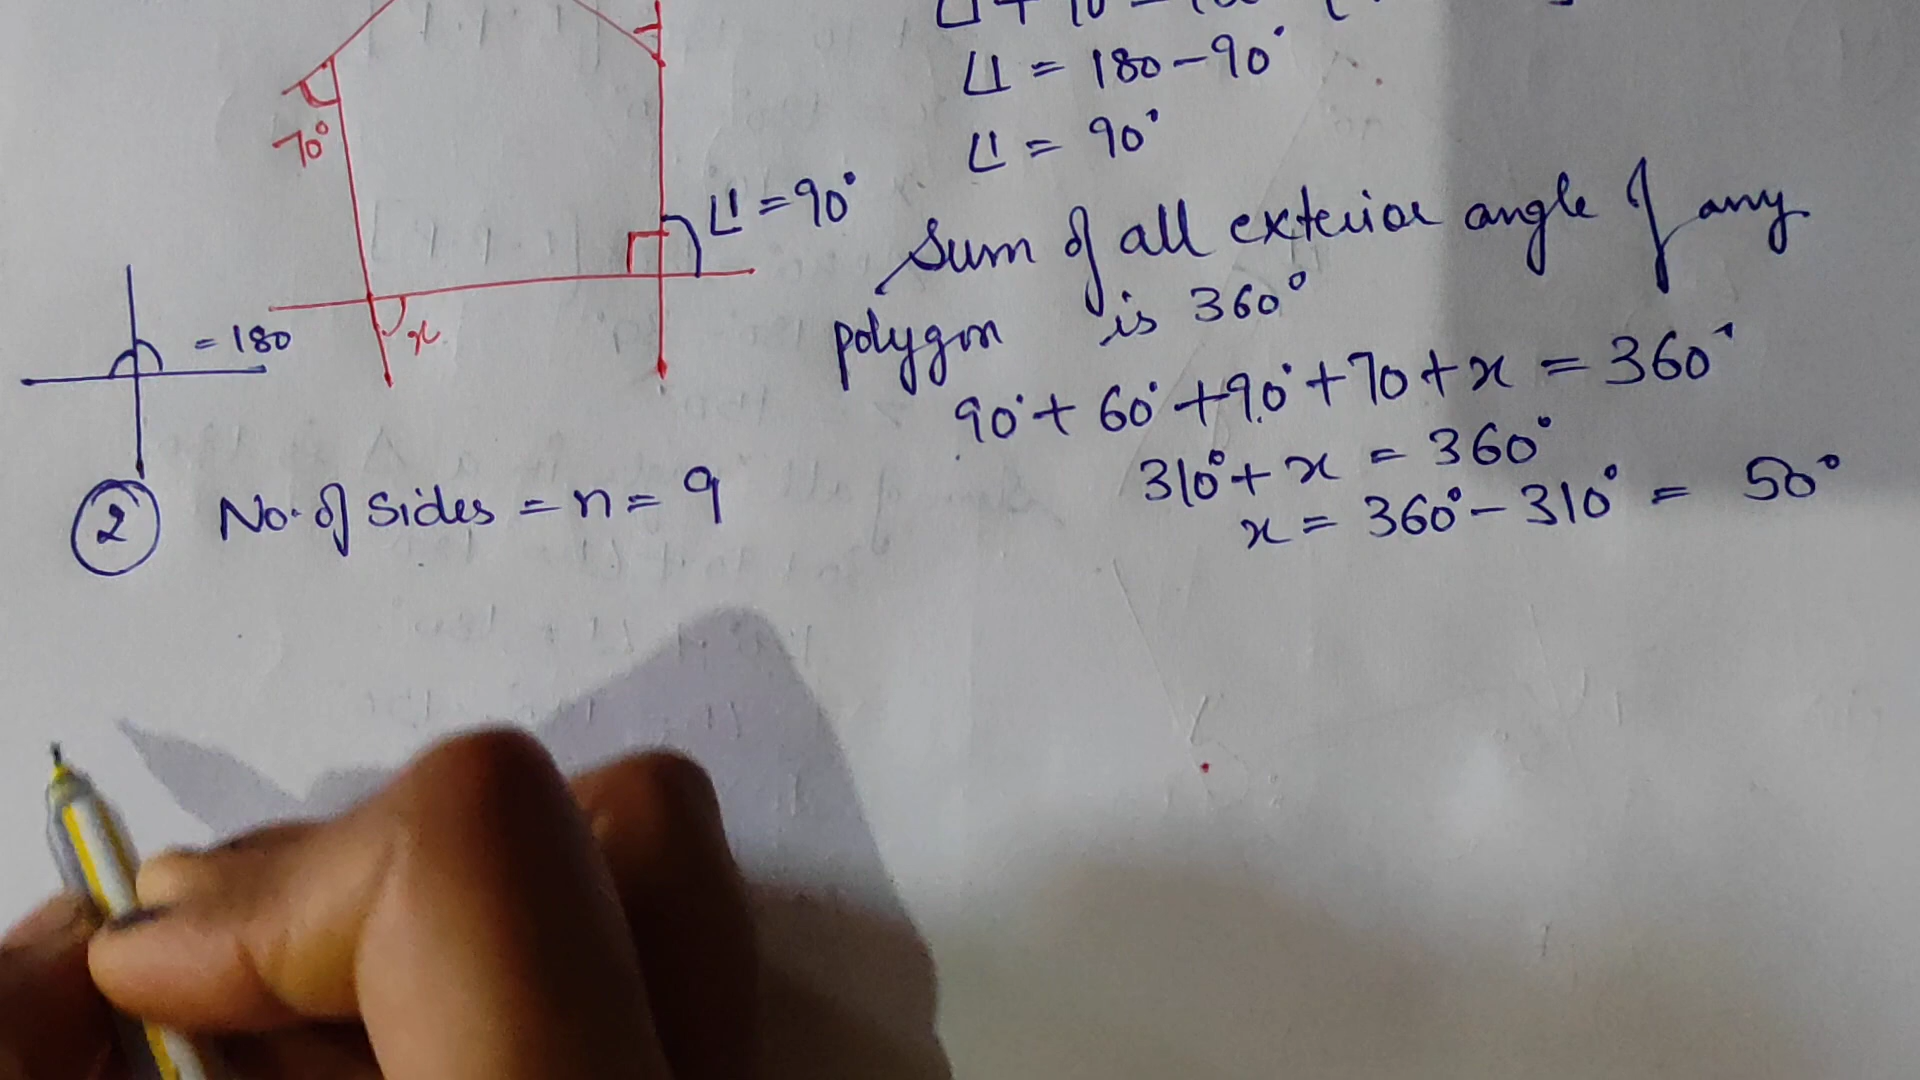 ∠1 = 180-90°
∠1 = 90°
70°
∠1 = 90°
Sum of all exterior angle of any
polygon is 360°
x
= 180
90°+ 60°+90°+70+x = 360°
310°+ x = 360°
x = 360°- 310° = 50°
2 No. of Sides = n = 9